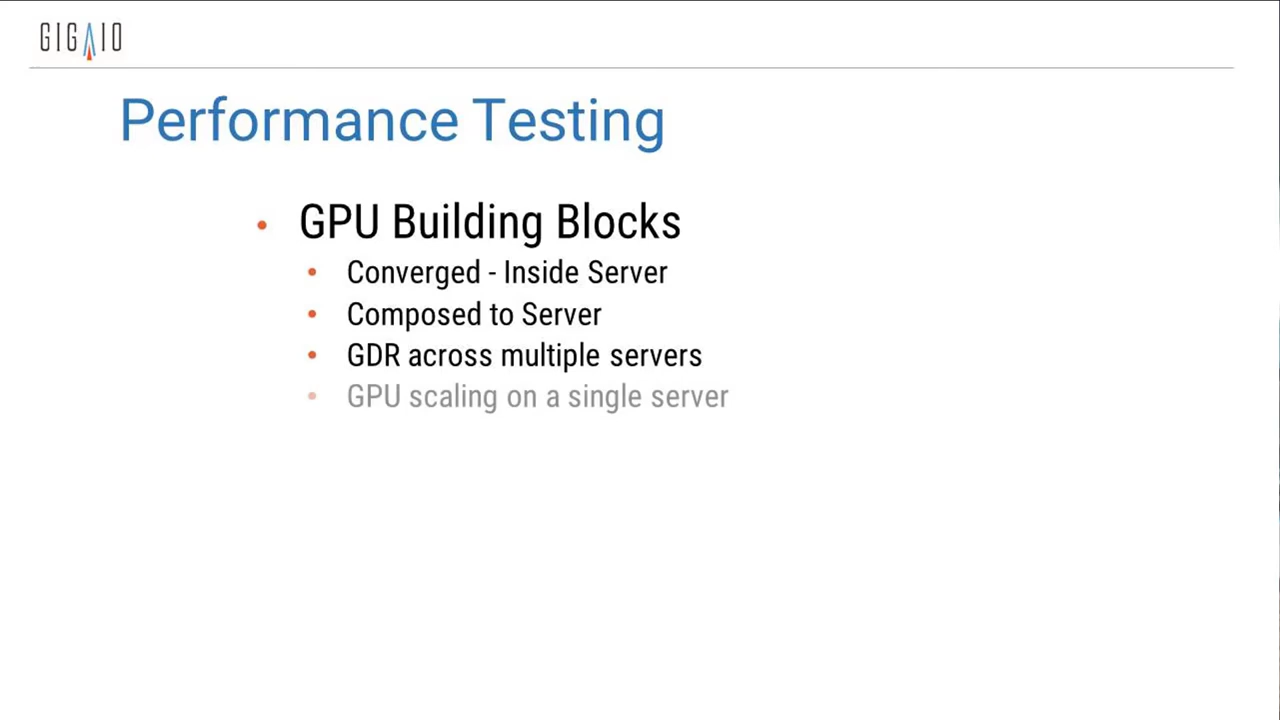 GIGAIO
Performance Testing
• GPU Building Blocks
• Converged - Inside Server
• Composed to Server
• GDR across multiple servers
• GPU scaling on a single server